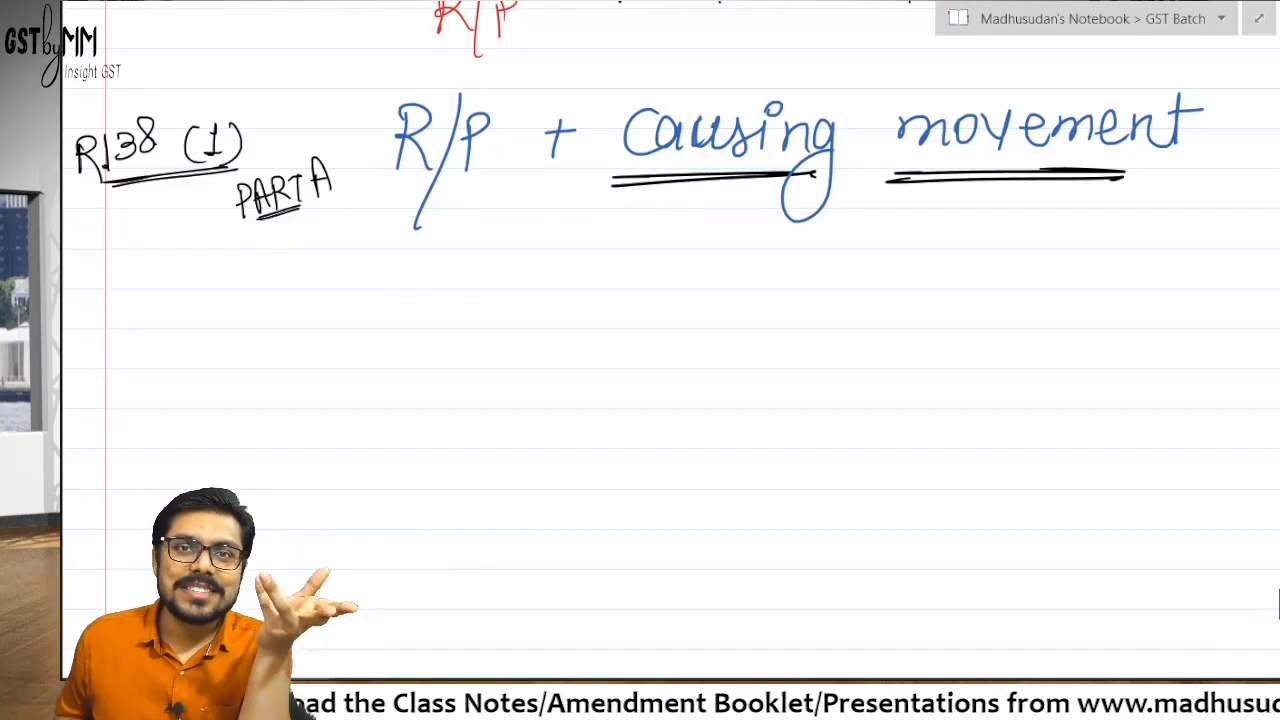 R/P
Madhusudan's Notebook > GST Batch
GST by MM
Insight GST
R138 (1)
PART A
R/P + causing movement
ad the Class Notes/Amendment Booklet/Presentations from www.madhusud